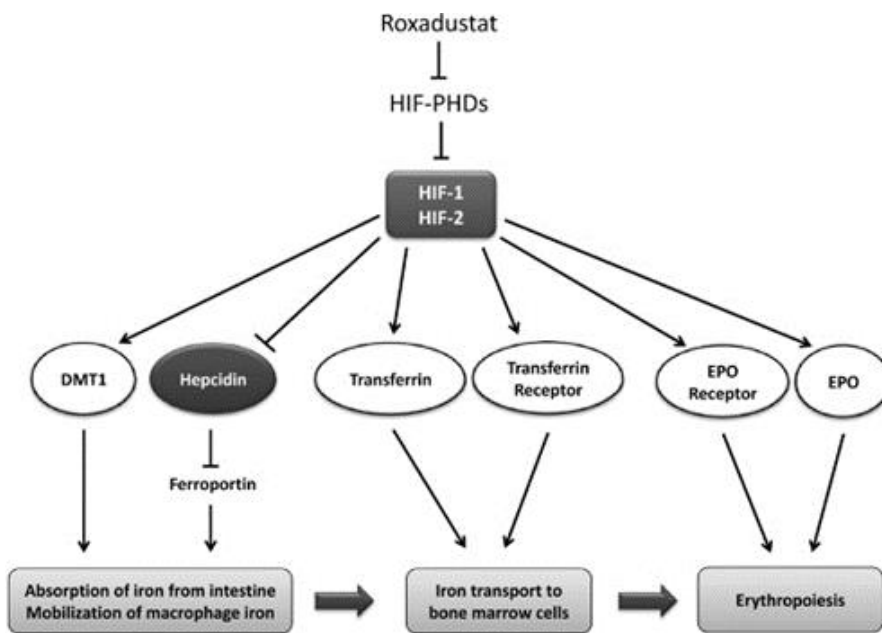 Roxadustat
HIF-PHDs
HIF-1
HIF-2
DMT1
Hepcidin
Transferrin
Transferrin
Receptor
EPO
Receptor
EPO
Ferroportin
Absorption of iron from intestine
Mobilization of macrophage iron
Iron transport to
bone marrow cells
Erythropoiesis